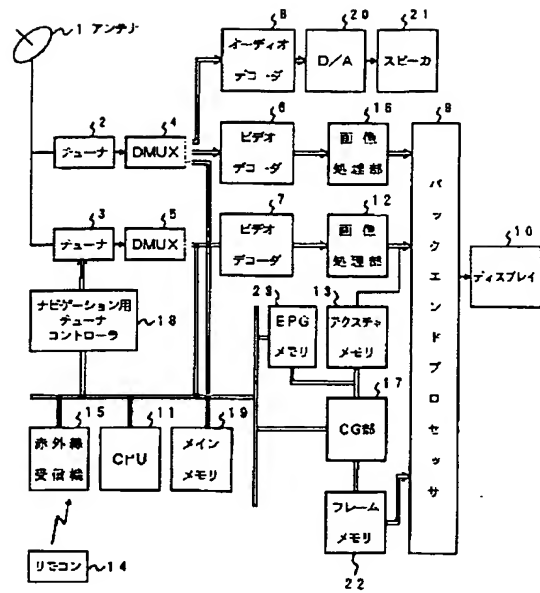 1 アンテナ
8
オーディオ
デコーダ
20
D/A
21
スピーカ
2
チューナ
4
DMUX
6
ビデオ
デコーダ
16
画像
処理部
9
バックエンドプロセッサ
3
チューナ
5
DMUX
7
ビデオ
デコーダ
12
画像
処理部
10
ディスプレイ
ナビゲーション用
チューナ
コントローラ
18
23
EPG
メモリ
13
テクスチャ
メモリ
15
赤外線
受信機
11
CPU
19
メイン
メモリ
17
CG部
フレーム
メモリ
22
リモコン
14